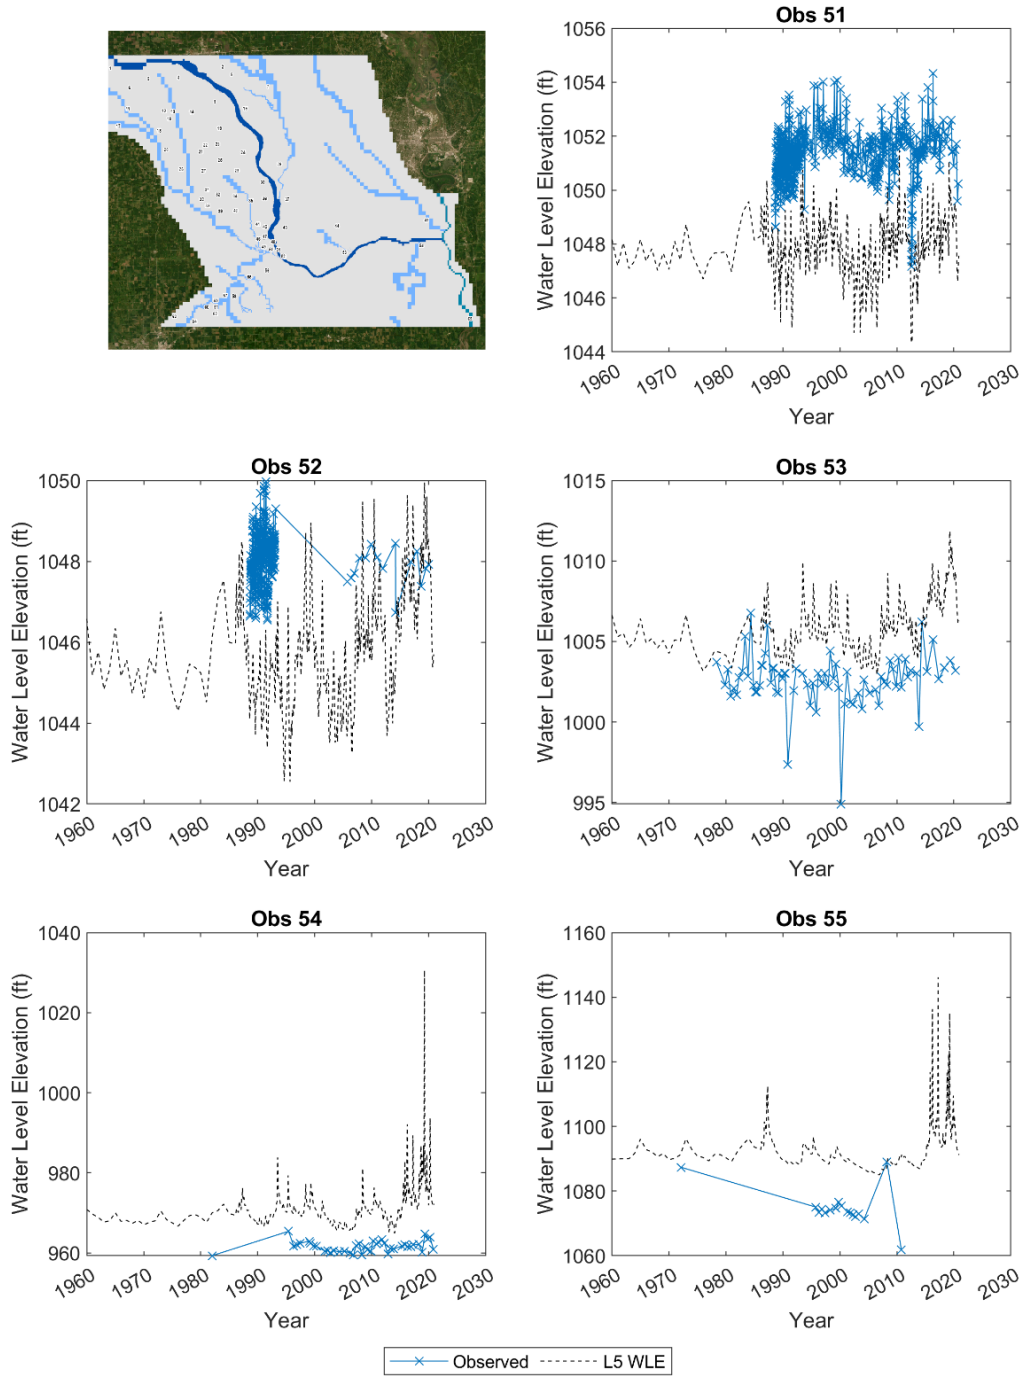 Obs 51
Water Level Elevation (ft)
1056
1054
1052
1050
1048
1046
1044
1960 1970 1980 1990 2000 2010 2020 2030
Year
Obs 52
Water Level Elevation (ft)
1050
1048
1046
1044
1042
1960 1970 1980 1990 2000 2010 2020 2030
Year
Obs 53
Water Level Elevation (ft)
1015
1010
1005
1000
995
1960 1970 1980 1990 2000 2010 2020 2030
Year
Obs 54
Water Level Elevation (ft)
1040
1020
1000
980
960
1960 1970 1980 1990 2000 2010 2020 2030
Year
Obs 55
Water Level Elevation (ft)
1160
1140
1120
1100
1080
1060
1960 1970 1980 1990 2000 2010 2020 2030
Year
Observed L5 WLE